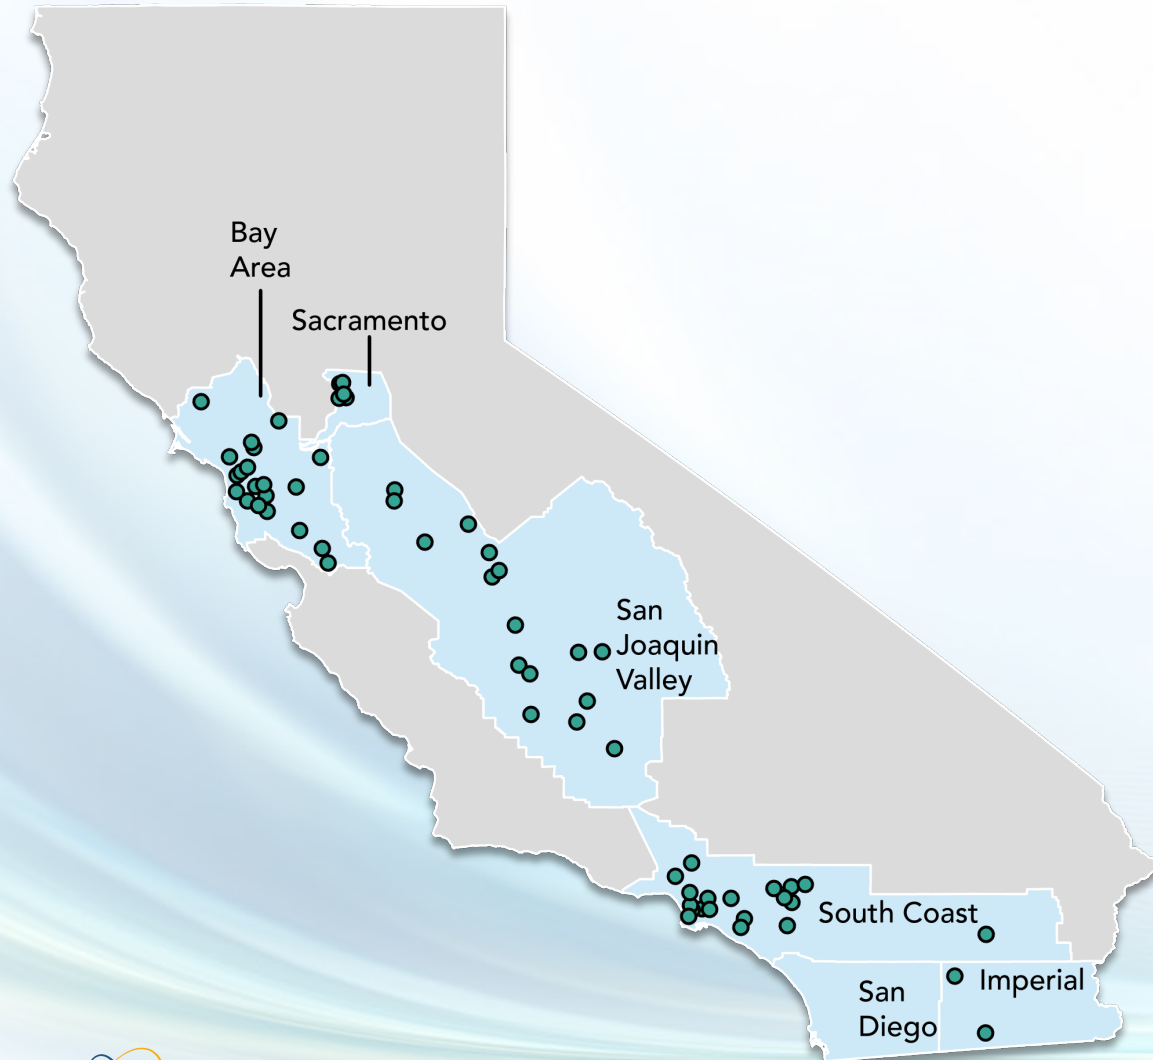 Bay
Area
Sacramento
San
Joaquin
Valley
South Coast
Imperial
San
Diego